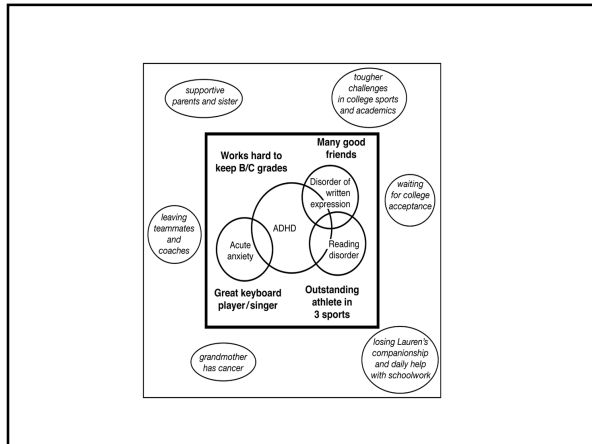 supportive
parents and sister
tougher
challenges
in college sports
and academics
Works hard to
keep B/C grades
Many good
friends
Disorder of
written
expression
waiting
for college
acceptance
leaving
teammates
and
coaches
ADHD
Acute
anxiety
Reading
disorder
Great keyboard
player/singer
Outstanding
athlete in
3 sports
grandmother
has cancer
losing Lauren's
companionship
and daily help
with schoolwork